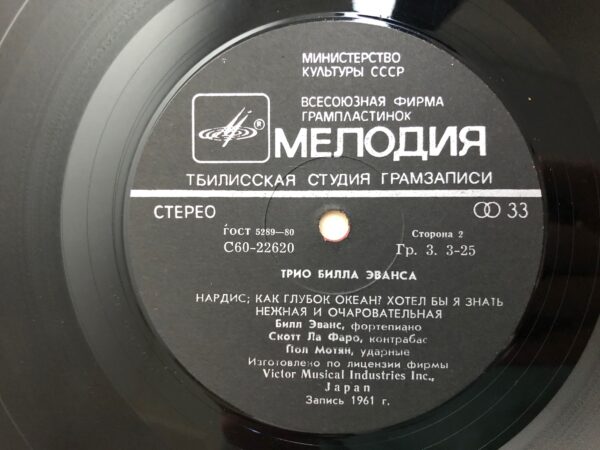 МИНИСТЕРСТВО
КУЛЬТУРЫ СССР
ВСЕСОЮЗНАЯ ФИРМА
ГРАМПЛАСТИНОК
® МЕЛОДИЯ
ТБИЛИССКАЯ СТУДИЯ ГРАМЗАПИСИ
СТЕРЕО 33
ГОСТ 5289—80 Сторона 2
С60-22620 Гр. 3. 3-25
ТРИО БИЛЛА ЭВАНСА
НАРДИС; КАК ГЛУБОК ОКЕАН? ХОТЕЛ БЫ Я ЗНАТЬ
НЕЖНАЯ И ОЧАРОВАТЕЛЬНАЯ
Билл Эванс, фортепиано
Скотт Ла Фаро, контрабас
Пол Мотян, ударные
Изготовлено по лицензии фирмы
Victor Musical Industries Inc.,
Japan
Запись 1961 г.